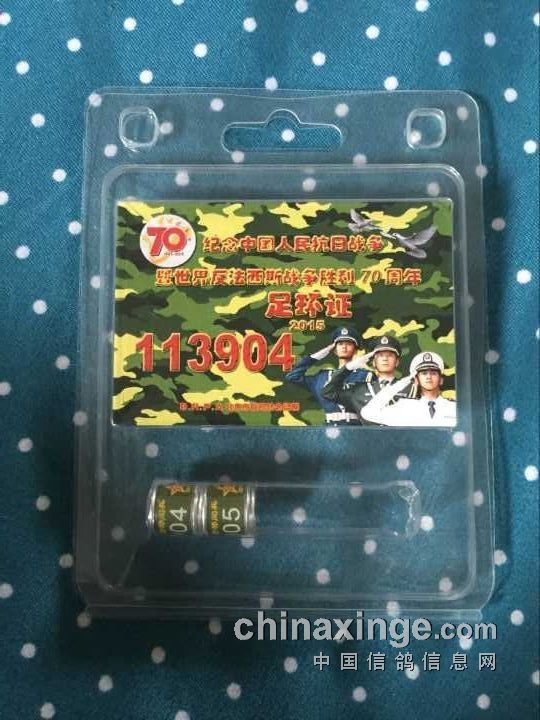 70
纪念中国人民抗日战争
暨世界反法西斯战争胜利70周年
足环证
2015
113904
04
05
chinaxinge.com
中国信鸽信息网